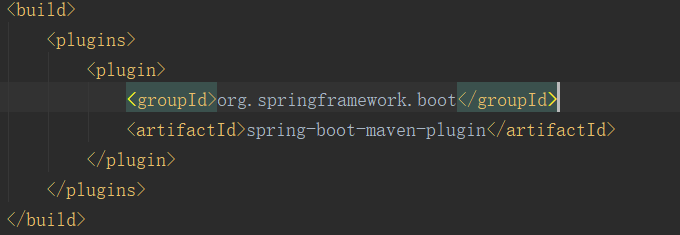 <build>
<plugins>
<plugin>
<groupId>org.springframework.boot</groupId>
<artifactId>spring-boot-maven-plugin</artifactId>
</plugin>
</plugins>
</build>